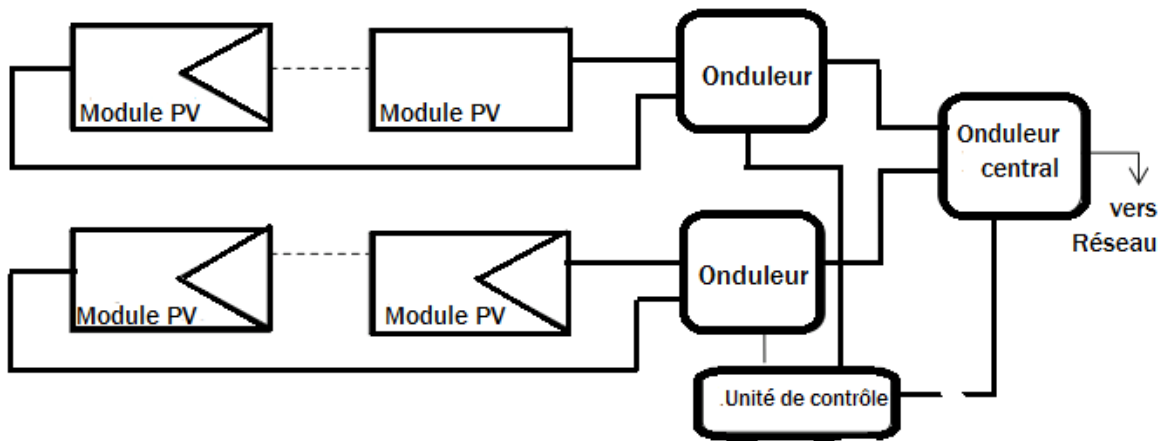 Module PV
Module PV
Onduleur
Onduleur
central
vers
Réseau
Module PV
Module PV
Onduleur
.Unité de contrôle